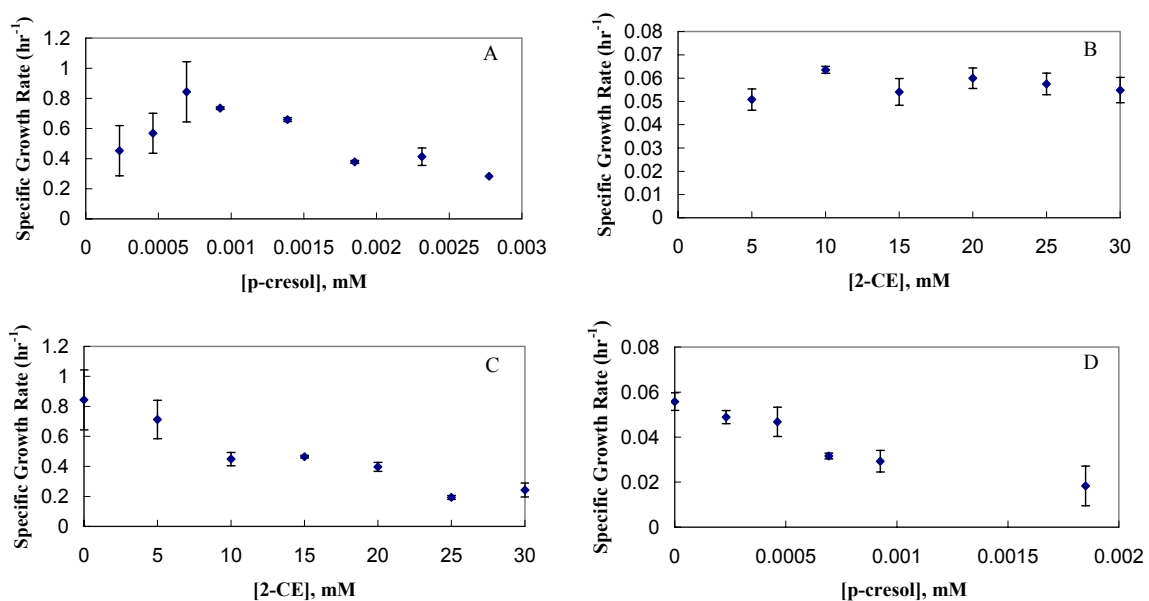 Specific Growth Rate (hr⁻¹)
1.2
1
0.8
0.6
0.4
0.2
0
A
0 0.0005 0.001 0.0015 0.002 0.0025 0.003
[p-cresol], mM
Specific Growth Rate (hr⁻¹)
0.08
0.07
0.06
0.05
0.04
0.03
0.02
0.01
0
B
0 5 10 15 20 25 30
[2-CE], mM
Specific Growth Rate (hr⁻¹)
1.2
1
0.8
0.6
0.4
0.2
0
C
0 5 10 15 20 25 30
[2-CE], mM
Specific Growth Rate (hr⁻¹)
0.08
0.06
0.04
0.02
0
D
0 0.0005 0.001 0.0015 0.002
[p-cresol], mM